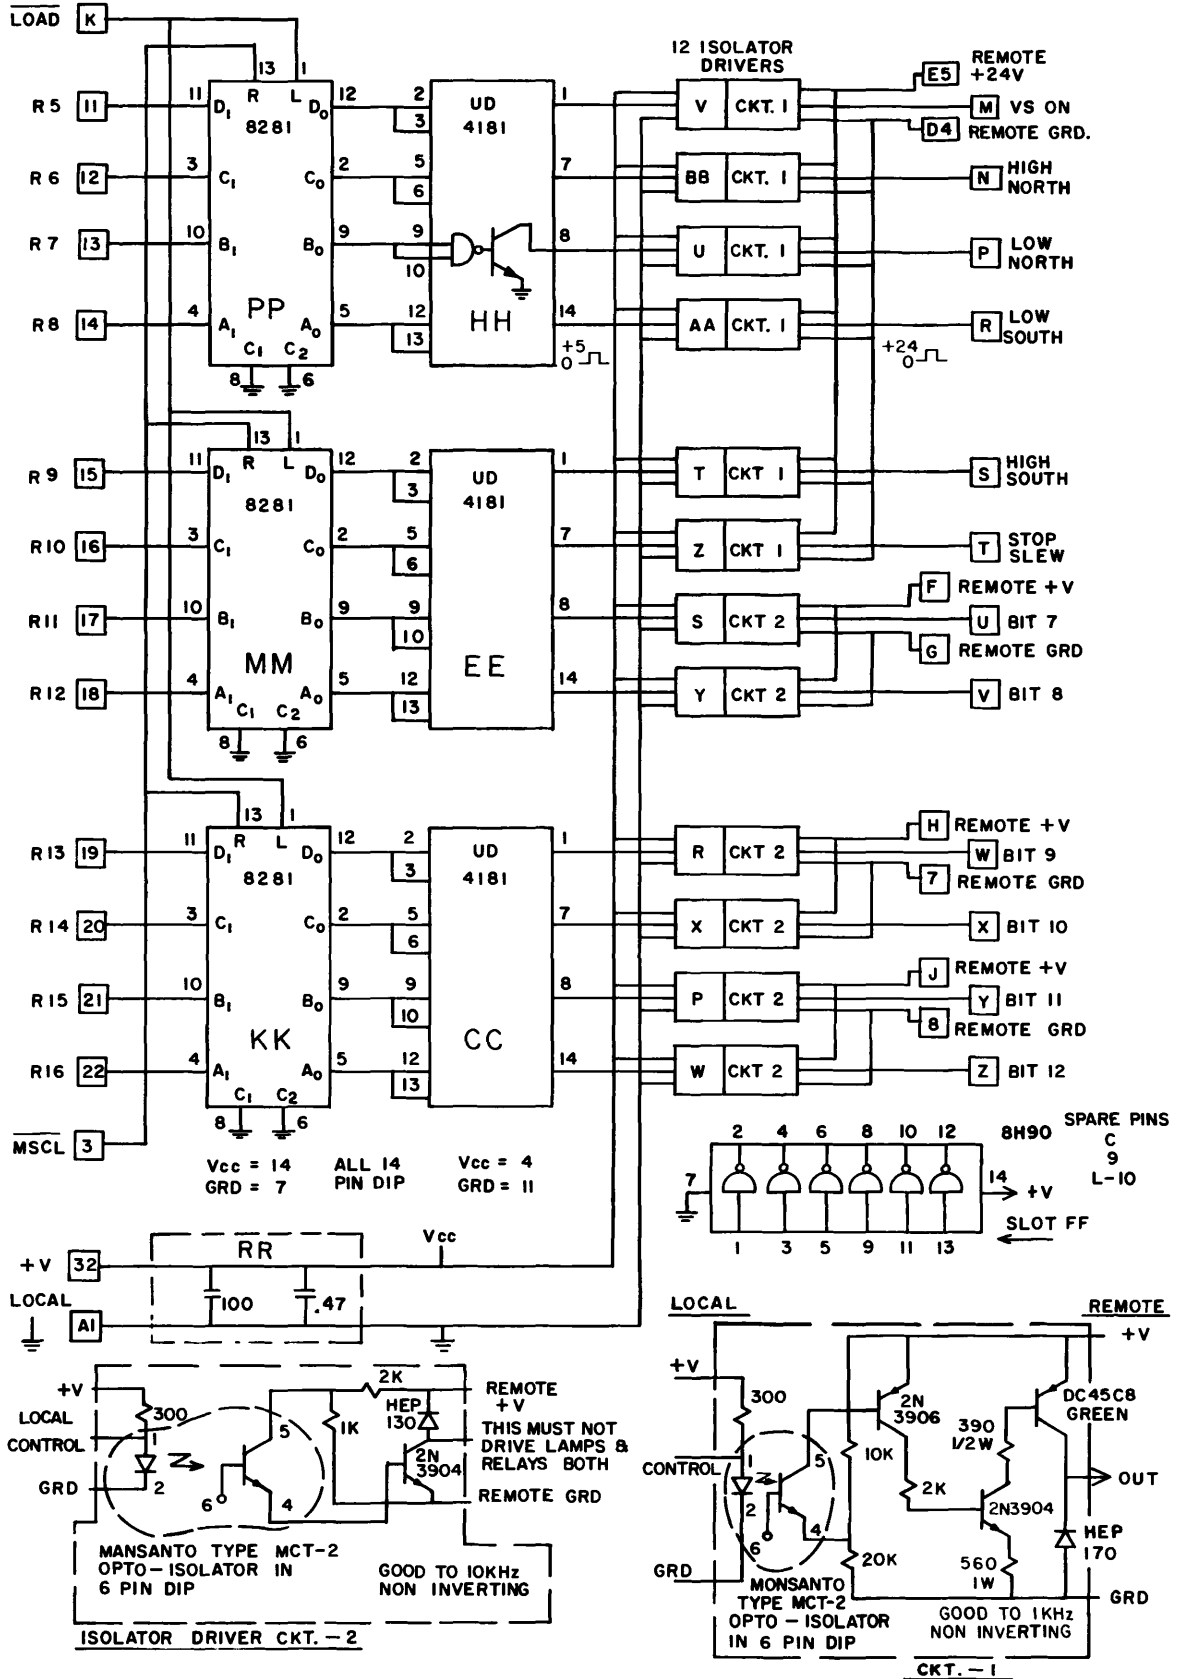 LOAD K
12 ISOLATOR
DRIVERS
REMOTE
+24V
E5
13 1
R5 11 11 D1 R L D0 12 2 UD 1 V CKT. 1 M VS ON
8281 3 4181
D4 REMOTE GRD.
R6 12 3 C1 C0 2 5 7 BB CKT. 1 N HIGH
NORTH
6
R7 13 10 B1 B0 9 9 8 U CKT. 1 P LOW
NORTH
10
R8 14 4 A1 PP A0 5 12 HH 14 AA CKT. 1 R LOW
SOUTH
C1 C2 13 +5 +24
0 0
8 6
13 1
R9 15 11 D1 R L D0 12 2 UD 1 T CKT 1 S HIGH
SOUTH
8281 3 4181
R10 16 3 C1 C0 2 5 7 Z CKT 1 T STOP
SLEW
6
F REMOTE +V
R11 17 10 B1 B0 9 9 8 S CKT 2 U BIT 7
10 G REMOTE GRD
MM EE
R12 18 4 A1 A0 5 12 14 Y CKT 2 V BIT 8
C1 C2 13
8 6
13 1
H REMOTE +V
R13 19 11 D1 R L D0 12 2 UD 1 R CKT 2 W BIT 9
8281 3 4181 7 REMOTE GRD
R14 20 3 C1 C0 2 5 7 X CKT 2 X BIT 10
6
J REMOTE +V
R15 21 10 B1 B0 9 9 8 P CKT 2 Y BIT 11
10 8 REMOTE GRD
KK CC
R16 22 4 A1 A0 5 12 14 W CKT 2 Z BIT 12
C1 C2 13
8 6
MSCL 3
Vcc = 14
GRD = 7
ALL 14
PIN DIP
Vcc = 4
GRD = 11
2 4 6 8 10 12
8H90
SPARE PINS
C
9
L-10
7 14 +V
SLOT FF
1 3 5 9 11 13
RR
Vcc
+V 32
100 .47
LOCAL
A1
+V
LOCAL
CONTROL
GRD
300
1
2
5
4
6
1K
2K
HEP
130
2N
3904
REMOTE
+V
THIS MUST NOT
DRIVE LAMPS &
RELAYS BOTH
REMOTE GRD
MANSANTO TYPE MCT-2
OPTO-ISOLATOR IN
6 PIN DIP
GOOD TO 10KHz
NON INVERTING
ISOLATOR DRIVER CKT.-2
LOCAL
REMOTE
+V
+V
300
CONTROL
1
2
5
4
6
GRD
2N
3906
10K
20K
2K
390
1/2W
DC45C8
GREEN
OUT
2N3904
HEP
170
560
1W
GRD
MONSANTO
TYPE MCT-2
OPTO-ISOLATOR
IN 6 PIN DIP
GOOD TO 1KHz
NON INVERTING
CKT.-1